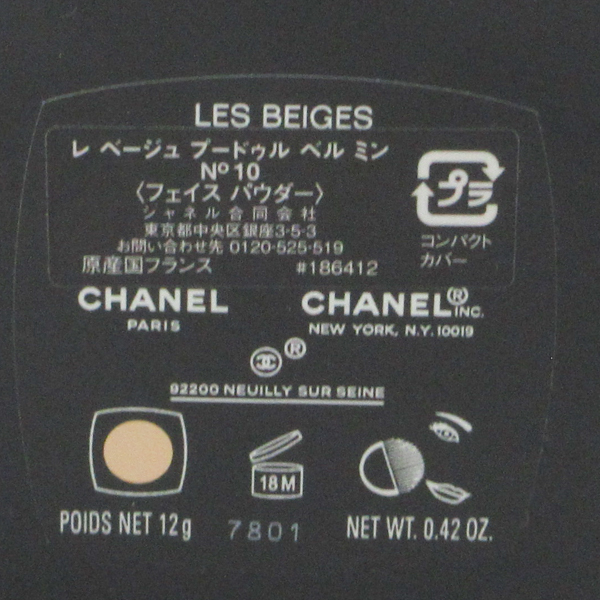 LES BEIGES
レ ベージュ プードゥル ベル ミン
Nº10
〈フェイス パウダー〉
シャネル合同会社
東京都中央区銀座3-5-3
お問い合わせ先 0120-525-519
原産国フランス #186412
プラ
コンパクト
カバー
CHANEL
PARIS
CHANEL® INC.
NEW YORK, N.Y. 10019
®
92200 NEUILLY SUR SEINE
18M
POIDS NET 12g
7801
NET WT. 0.42 OZ.